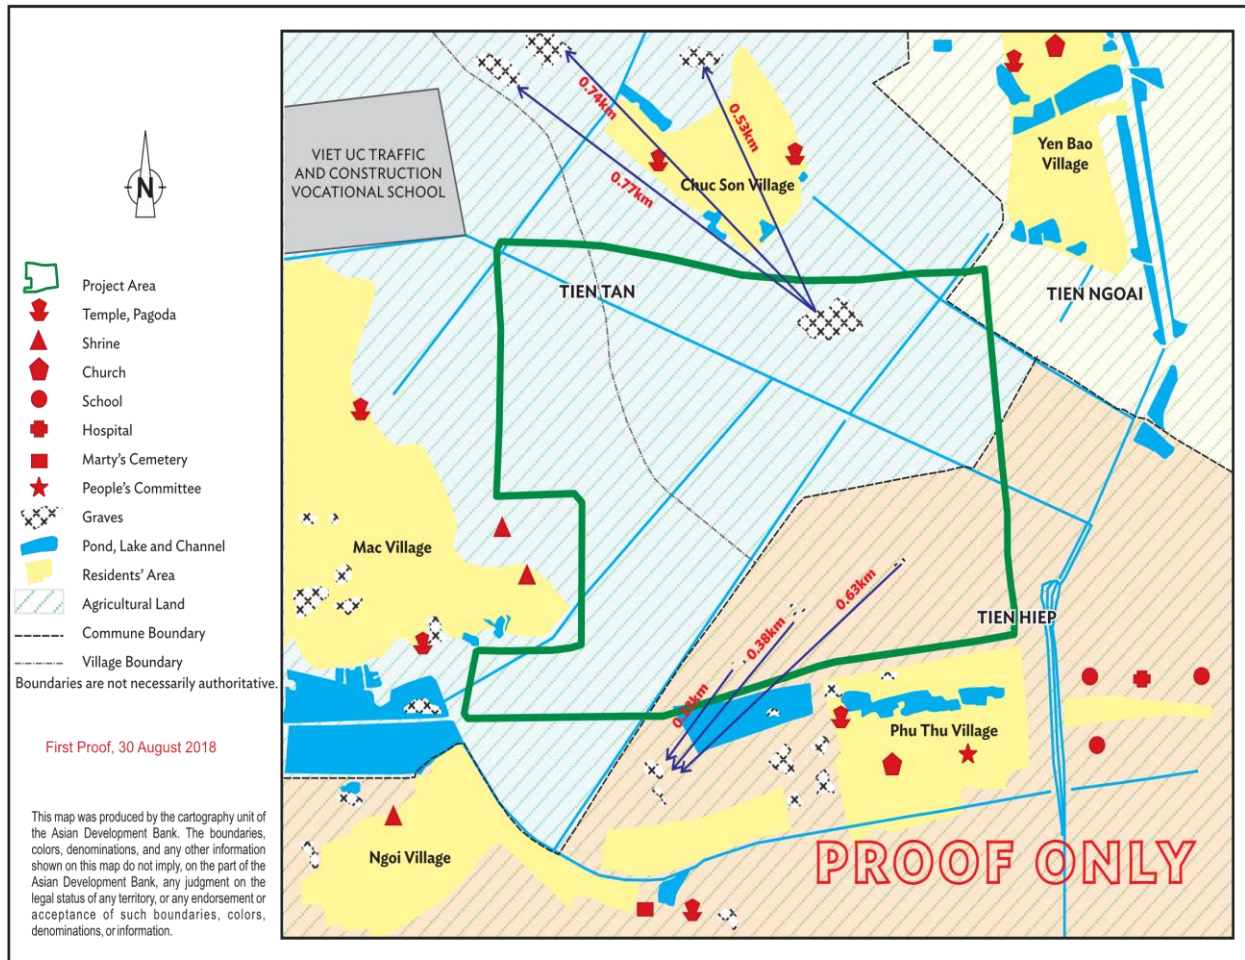 N
Project Area
Temple, Pagoda
Shrine
Church
School
Hospital
Marty's Cemetery
People's Committee
Graves
Pond, Lake and Channel
Residents' Area
Agricultural Land
Commune Boundary
Village Boundary
Boundaries are not necessarily authoritative.
First Proof, 30 August 2018
This map was produced by the cartography unit of
the Asian Development Bank. The boundaries,
colors, denominations, and any other information
shown on this map do not imply, on the part of the
Asian Development Bank, any judgment on the
legal status of any territory, or any endorsement or
acceptance of such boundaries, colors,
denominations, or information.
VIET UC TRAFFIC
AND CONSTRUCTION
VOCATIONAL SCHOOL
0.74km
0.53km
0.77km
Chuc Son Village
Yen Bao
Village
TIEN TAN
TIEN NGOAI
Mac Village
0.63km
0.38km
TIEN HIEP
Phu Thu Village
Ngoi Village
PROOF ONLY